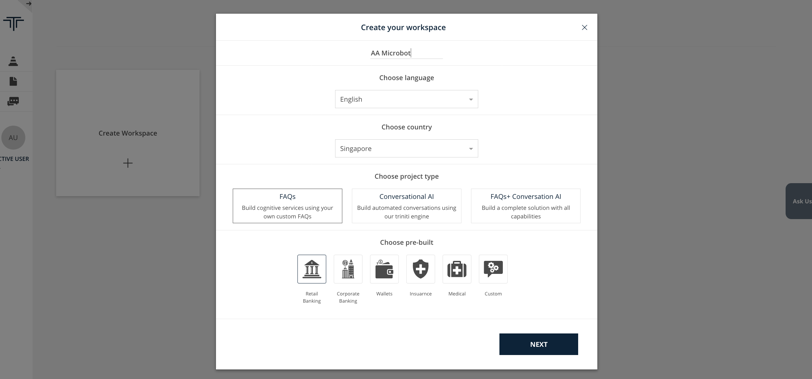 Create your workspace
AA Microbot
Choose language
English
Choose country
Singapore
Choose project type
FAQs
Build cognitive services using your
own custom FAQs
Conversational AI
Build automated conversations using
our triniti engine
FAQS+ Conversation AI
Build a complete solution with all
capabilities
Choose pre-built
Retail
Banking
Corporate
Banking
Wallets
Insuarnce
Medical
Custom
NEXT
Create Workspace
AU
CTIVE USER
Ask Us